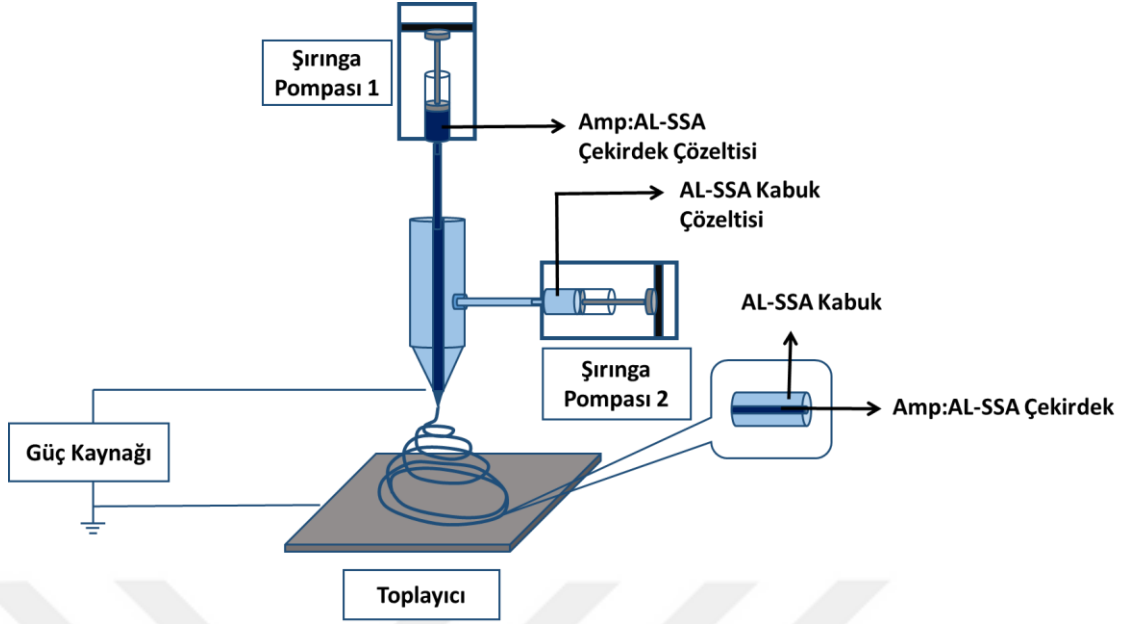 Şırınga
Pompası 1
Amp:AL-SSA
Çekirdek Çözeltisi
AL-SSA Kabuk
Çözeltisi
AL-SSA Kabuk
Şırınga
Pompası 2
Amp:AL-SSA Çekirdek
Güç Kaynağı
Toplayıcı